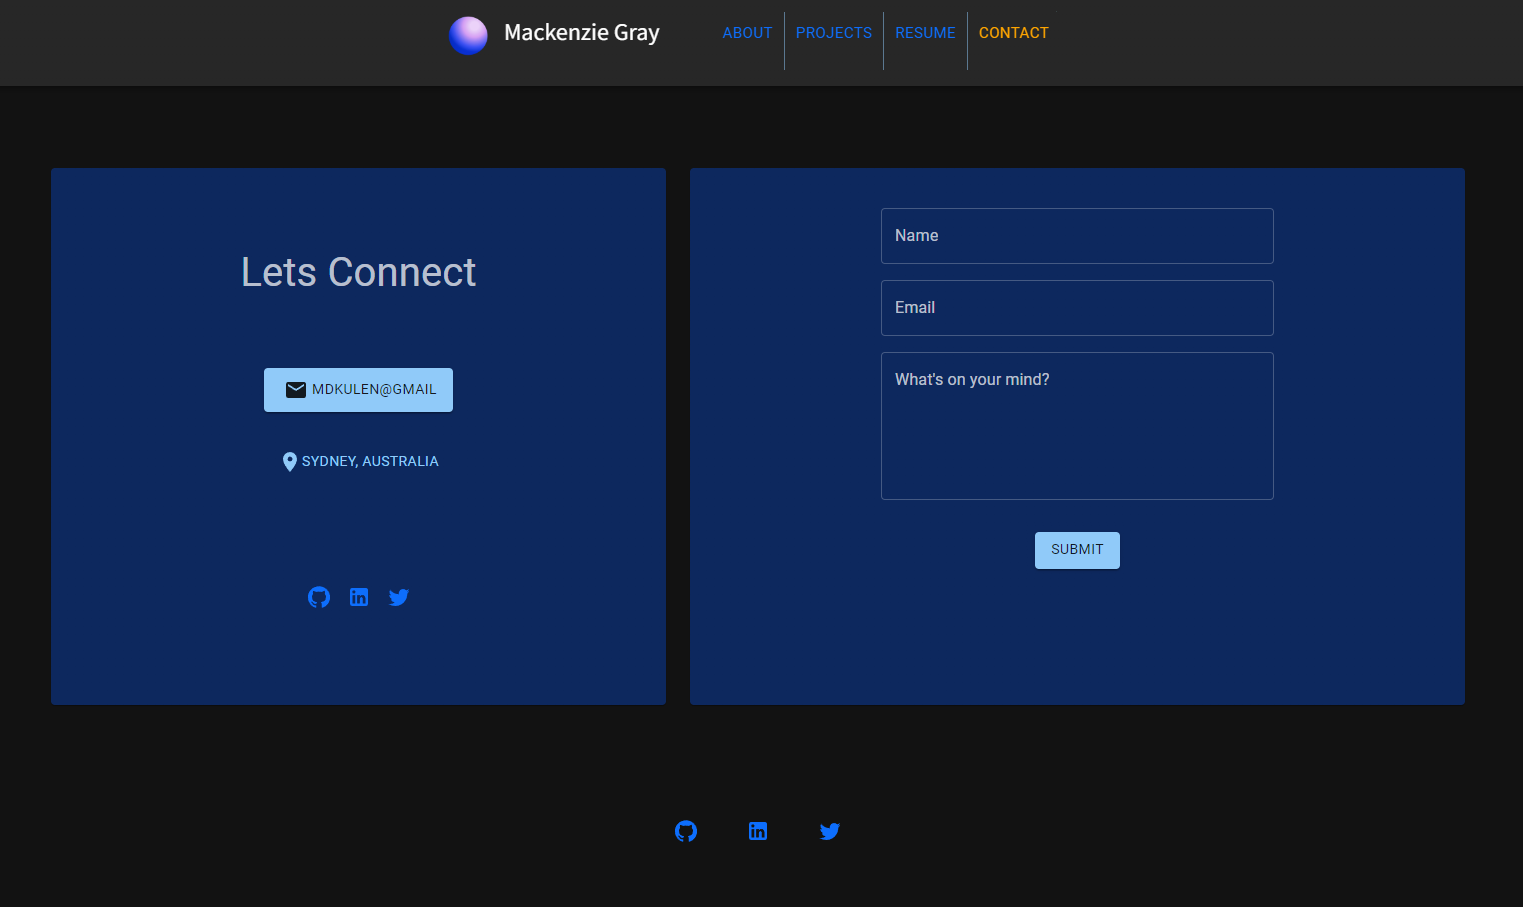 Mackenzie Gray
ABOUT
PROJECTS
RESUME
CONTACT
Lets Connect
MDKULEN@GMAIL
SYDNEY, AUSTRALIA
Name
Email
What's on your mind?
SUBMIT